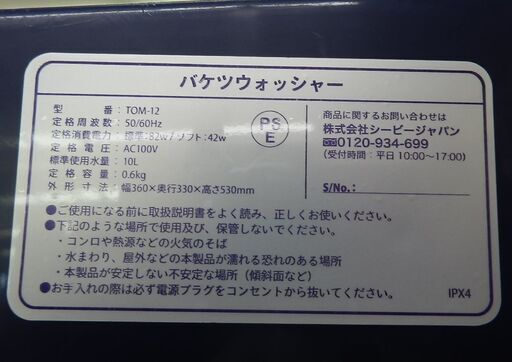 バケツウォッシャー
型　　　番：TOM-12
定格周波数：50/60Hz
定格消費電力：標準：82w / ソフト：42w
定 格 電 圧：AC100V
標準使用水量：10L
定 格 容 量：0.6kg
外 形 寸 法：幅360×奥行330×高さ530mm
PS
E
商品に関するお問い合わせは
株式会社シービージャパン
0120-934-699
（受付時間：平日 10:00～17:00）
S/No.:
●ご使用になる前に取扱説明書をよく読み、正しくお使いください。
●下記のような場所で使用及び、保管しないでください。
・コンロや熱源などの火気のそば
・水まわり、屋外などの本製品が濡れる恐れのある場所
・本製品が安定しない不安定な場所（傾斜面など）
●お手入れの際は必ず電源プラグをコンセントから抜いてください。
IPX4